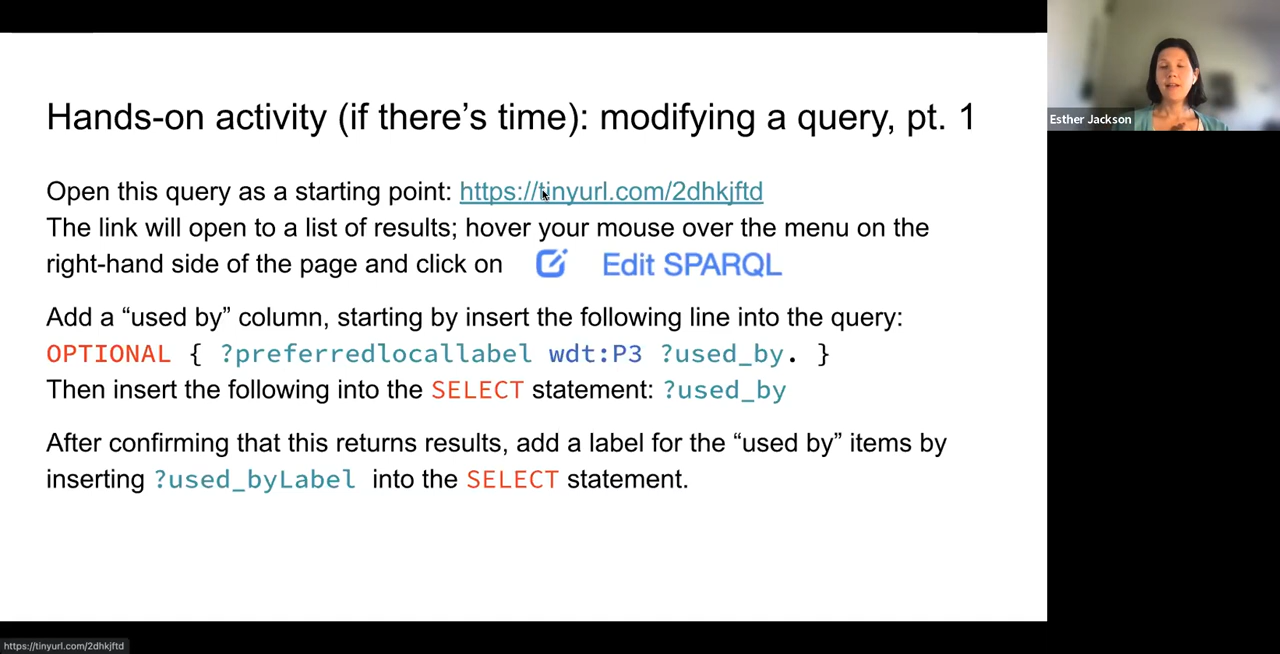 Hands-on activity (if there’s time): modifying a query, pt. 1
Esther Jackson
Open this query as a starting point: https://tinyurl.com/2dhkjftd
The link will open to a list of results; hover your mouse over the menu on the
right-hand side of the page and click on Edit SPARQL
Add a “used by” column, starting by insert the following line into the query:
OPTIONAL { ?preferredlocallabel wdt:P3 ?used_by. }
Then insert the following into the SELECT statement: ?used_by
After confirming that this returns results, add a label for the “used by” items by
inserting ?used_byLabel into the SELECT statement.
https://tinyurl.com/2dhkjftd